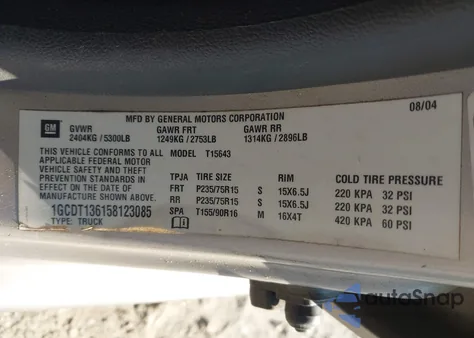 MFD BY GENERAL MOTORS CORPORATION 08/04
GM GVWR GAWR FRT GAWR RR
2404KG / 5300LB 1249KG / 2753LB 1314KG / 2896LB
THIS VEHICLE CONFORMS TO ALL MODEL T15643
APPLICABLE FEDERAL MOTOR
VEHICLE SAFETY AND THEFT TPJA TIRE SIZE RIM COLD TIRE PRESSURE
PREVENTION STANDARDS IN FRT P235/75R15 S 15X6.5J 220 KPA 32 PSI
EFFECT ON THE DATE OF RR P235/75R15 S 15X6.5J 220 KPA 32 PSI
MANUFACTURE SHOWN ABOVE.
1GCDT136158123085 SPA T155/90R16 M 16X4T 420 KPA 60 PSI
TYPE: TRUCK
autoSnap